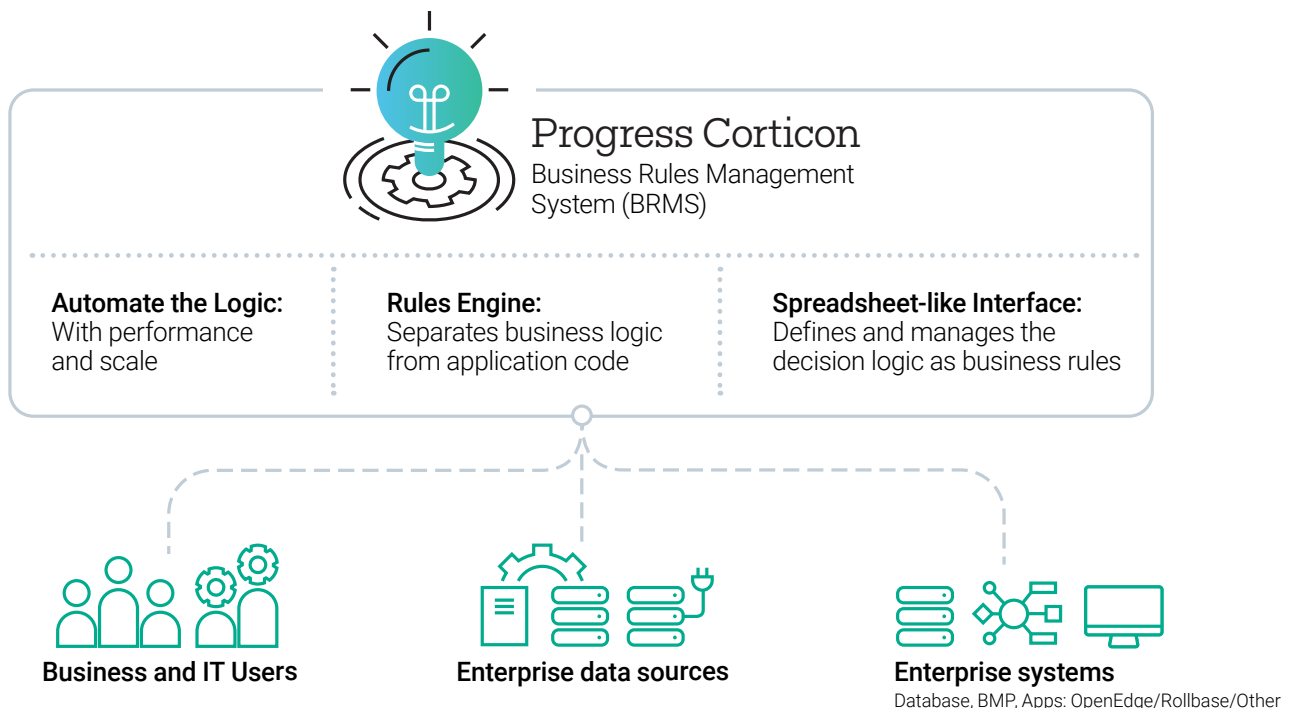 Progress Corticon
Business Rules Management
System (BRMS)
Automate the Logic:
With performance
and scale
Rules Engine:
Separates business logic
from application code
Spreadsheet-like Interface:
Defines and manages the
decision logic as business rules
Business and IT Users
Enterprise data sources
Enterprise systems
Database, BMP, Apps: OpenEdge/Rollbase/Other